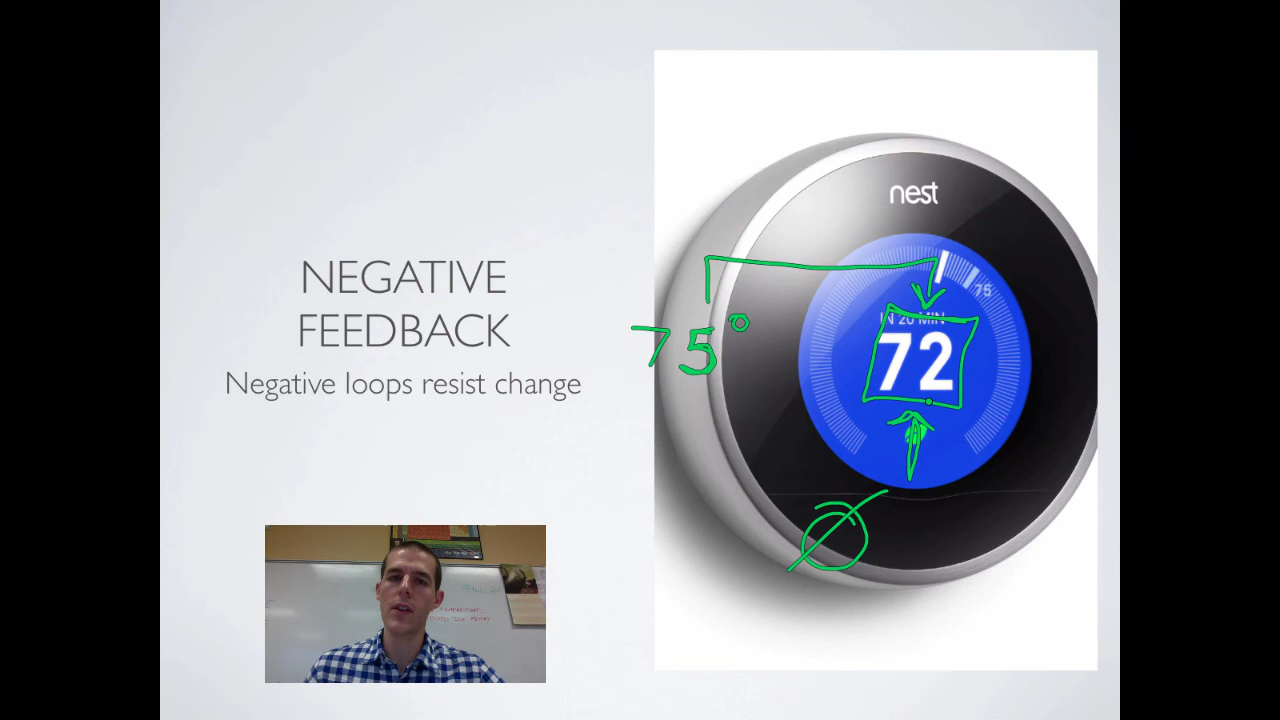 NEGATIVE
FEEDBACK
Negative loops resist change
nest
75
IN 20 MIN
72
75°